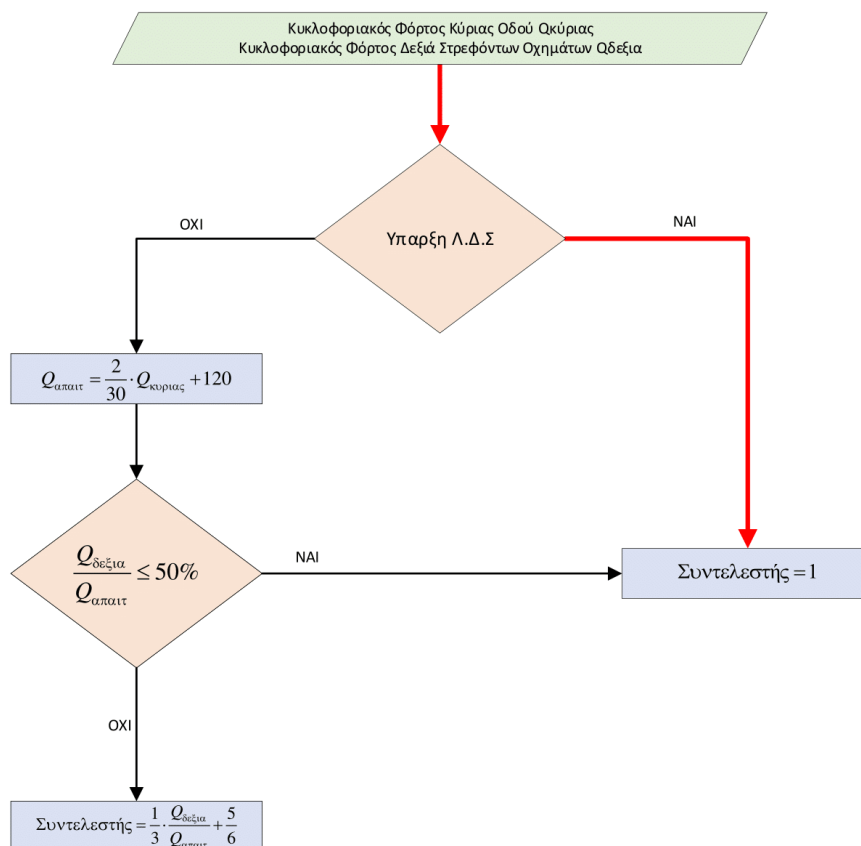 Κυκλοφοριακός Φόρτος Κύριας Οδού Qκύριας
Κυκλοφοριακός Φόρτος Δεξιά Στρεφόντων Οχημάτων Qδεξια
ΟΧΙ
ΝΑΙ
Υπαρξη Λ.Δ.Σ
Q_απαιτ = 2/30 · Q_κυριας + 120
Q_δεξια / Q_απαιτ ≤ 50%
ΝΑΙ
Συντελεστής = 1
ΟΧΙ
Συντελεστής = 1/3 · Q_δεξια / Q_απαιτ + 5/6